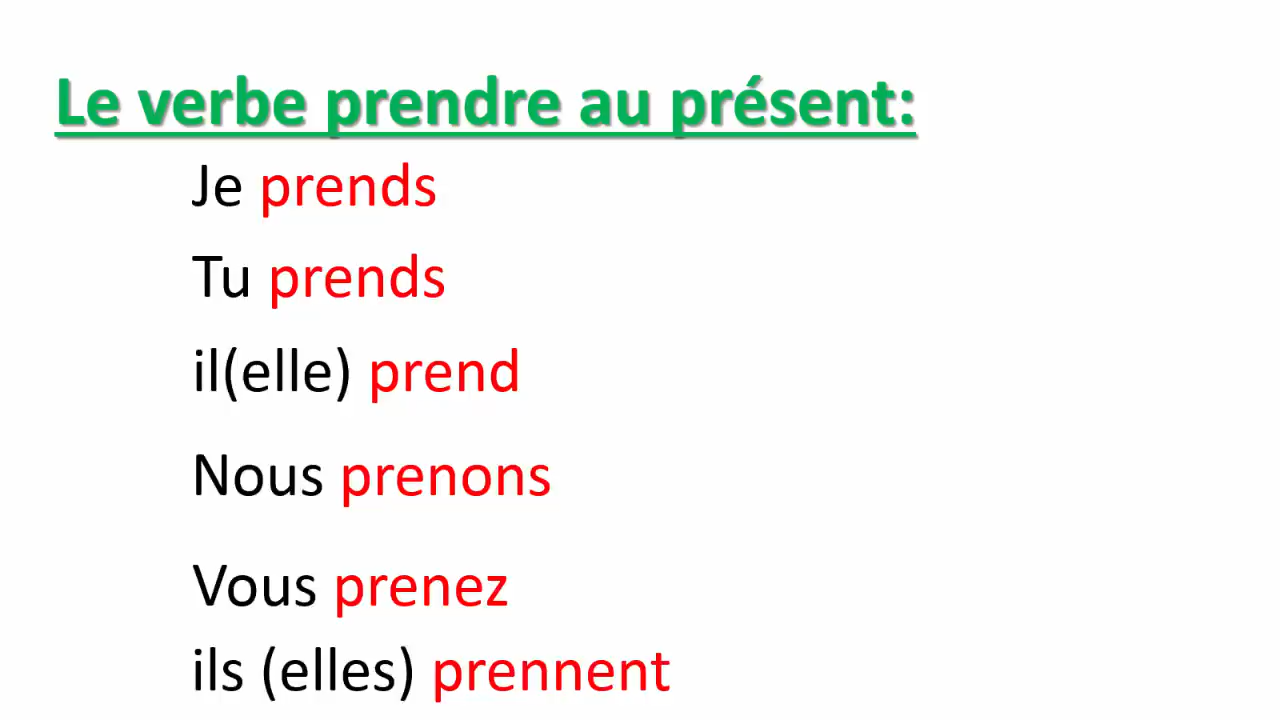 Le verbe prendre au présent:
Je prends
Tu prends
il(elle) prend
Nous prenons
Vous prenez
ils (elles) prennent